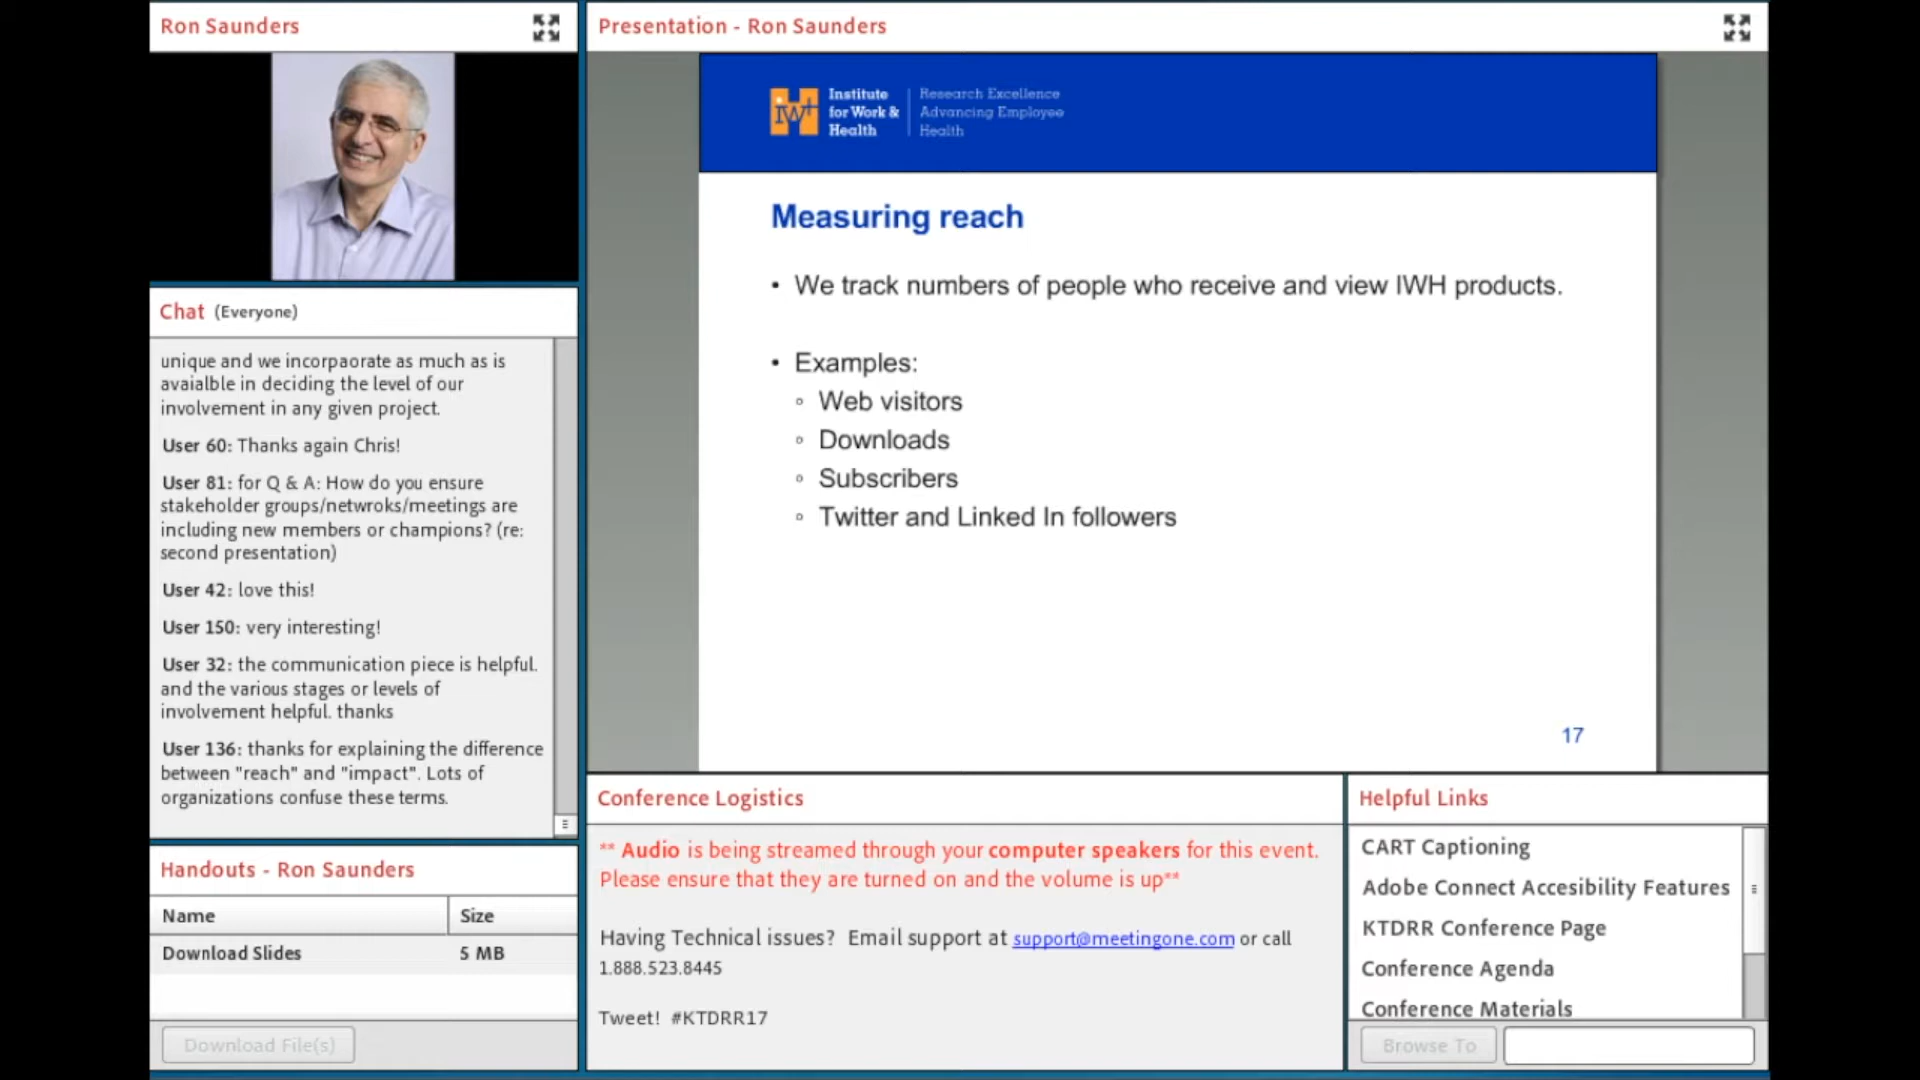 Ron Saunders
Chat (Everyone)
unique and we incorpaorate as much as is
avaialble in deciding the level of our
involvement in any given project.
User 60: Thanks again Chris!
User 81: for Q & A: How do you ensure
stakeholder groups/netwroks/meetings are
including new members or champions? (re:
second presentation)
User 42: love this!
User 150: very interesting!
User 32: the communication piece is helpful.
and the various stages or levels of
involvement helpful. thanks
User 136: thanks for explaining the difference
between "reach" and "impact". Lots of
organizations confuse these terms.
Handouts - Ron Saunders
Name Size
Download Slides 5 MB
Download File(s)
Presentation - Ron Saunders
IW+H
Institute
for Work &
Health
Research Excellence
Advancing Employee
Health
Measuring reach
• We track numbers of people who receive and view IWH products.
• Examples:
◦ Web visitors
◦ Downloads
◦ Subscribers
◦ Twitter and Linked In followers
17
Conference Logistics
** Audio is being streamed through your computer speakers for this event.
Please ensure that they are turned on and the volume is up**
Having Technical issues? Email support at support@meetingone.com or call
1.888.523.8445
Tweet! #KTDRR17
Helpful Links
CART Captioning
Adobe Connect Accesibility Features
KTDRR Conference Page
Conference Agenda
Conference Materials
Browse To